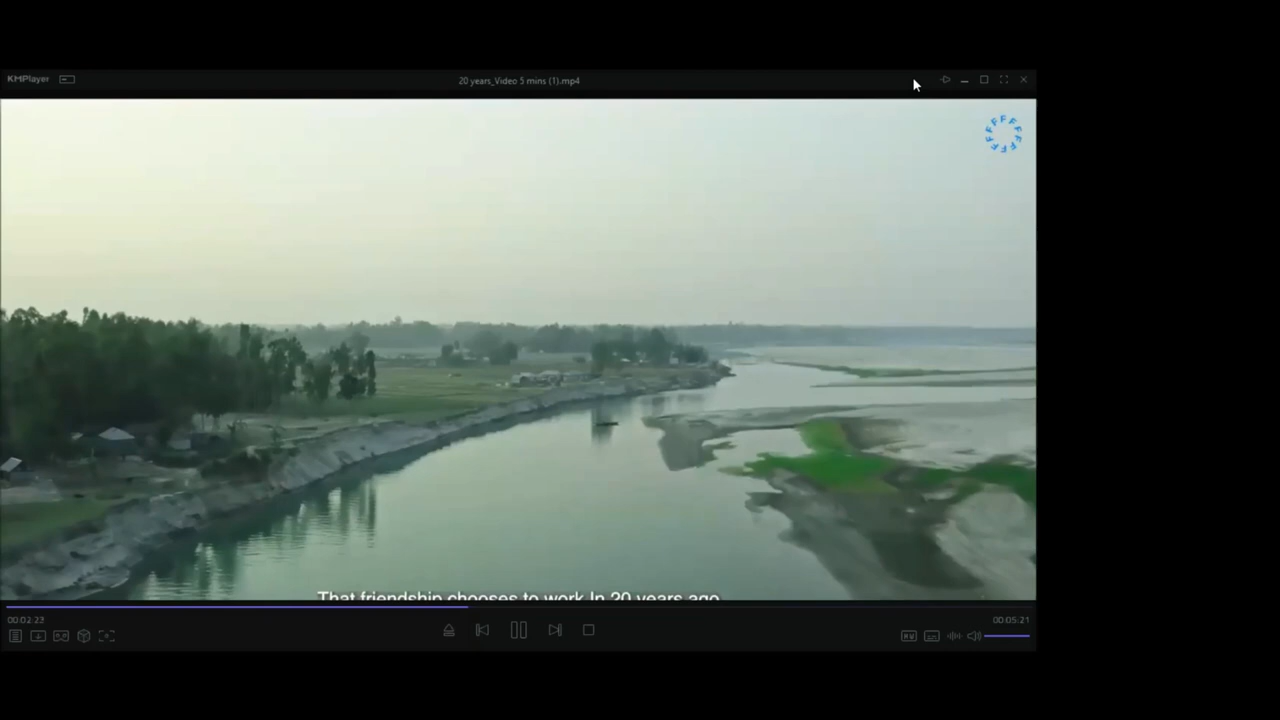 KMPlayer
20 years_Video 5 mins (1).mp4
F F F F F F F F F F F F
That friendship chooses to work In 20 years ago
00:02:23
00:05:21